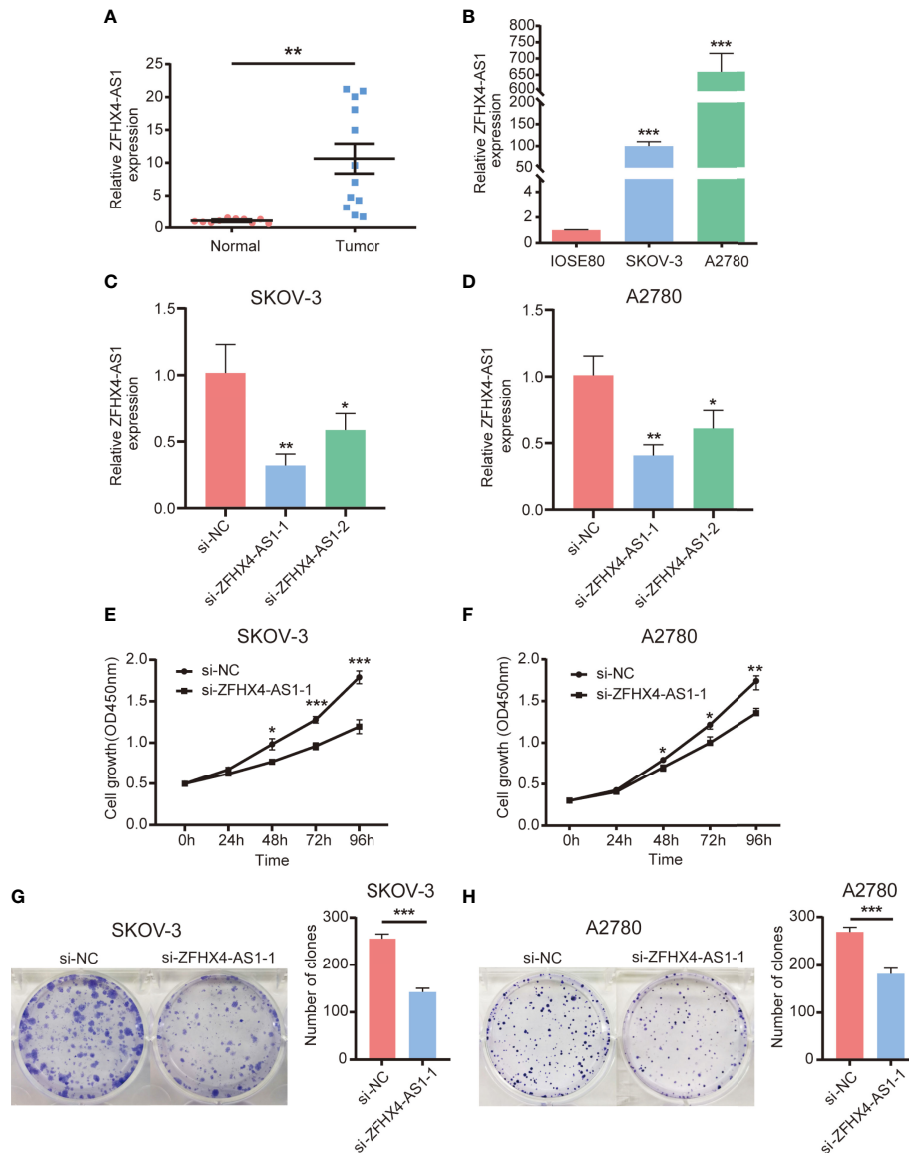 A
**
Relative ZFHX4-AS1
expression
25
20
15
10
5
0
Normal
Tumor
B
Relative ZFHX4-AS1
expression
800
750
700
650
600
200
150
100
50
4
2
0
***
***
IOSE80
SKOV-3
A2780
C
SKOV-3
Relative ZFHX4-AS1
expression
1.5
1.0
0.5
0.0
**
*
si-NC
si-ZFHX4-AS1-1
si-ZFHX4-AS1-2
D
A2780
Relative ZFHX4-AS1
expression
1.5
1.0
0.5
0.0
**
*
si-NC
si-ZFHX4-AS1-1
si-ZFHX4-AS1-2
E
SKOV-3
Cell growth(OD450nm)
2.0
1.5
1.0
0.5
0.0
si-NC
si-ZFHX4-AS1-1
*
***
***
0h
24h
48h
72h
96h
Time
F
A2780
Cell growth (OD450nm)
2.0
1.5
1.0
0.5
0.0
si-NC
si-ZFHX4-AS1-1
*
*
**
0h
24h
48h
72h
96h
Time
G
SKOV-3
si-NC
si-ZFHX4-AS1-1
SKOV-3
Number of clones
300
200
100
0
***
si-NC
si-ZFHX4-AS1-1
H
A2780
si-NC
si-ZFHX4-AS1-1
A2780
Number of clones
300
200
100
0
***
si-NC
si-ZFHX4-AS1-1